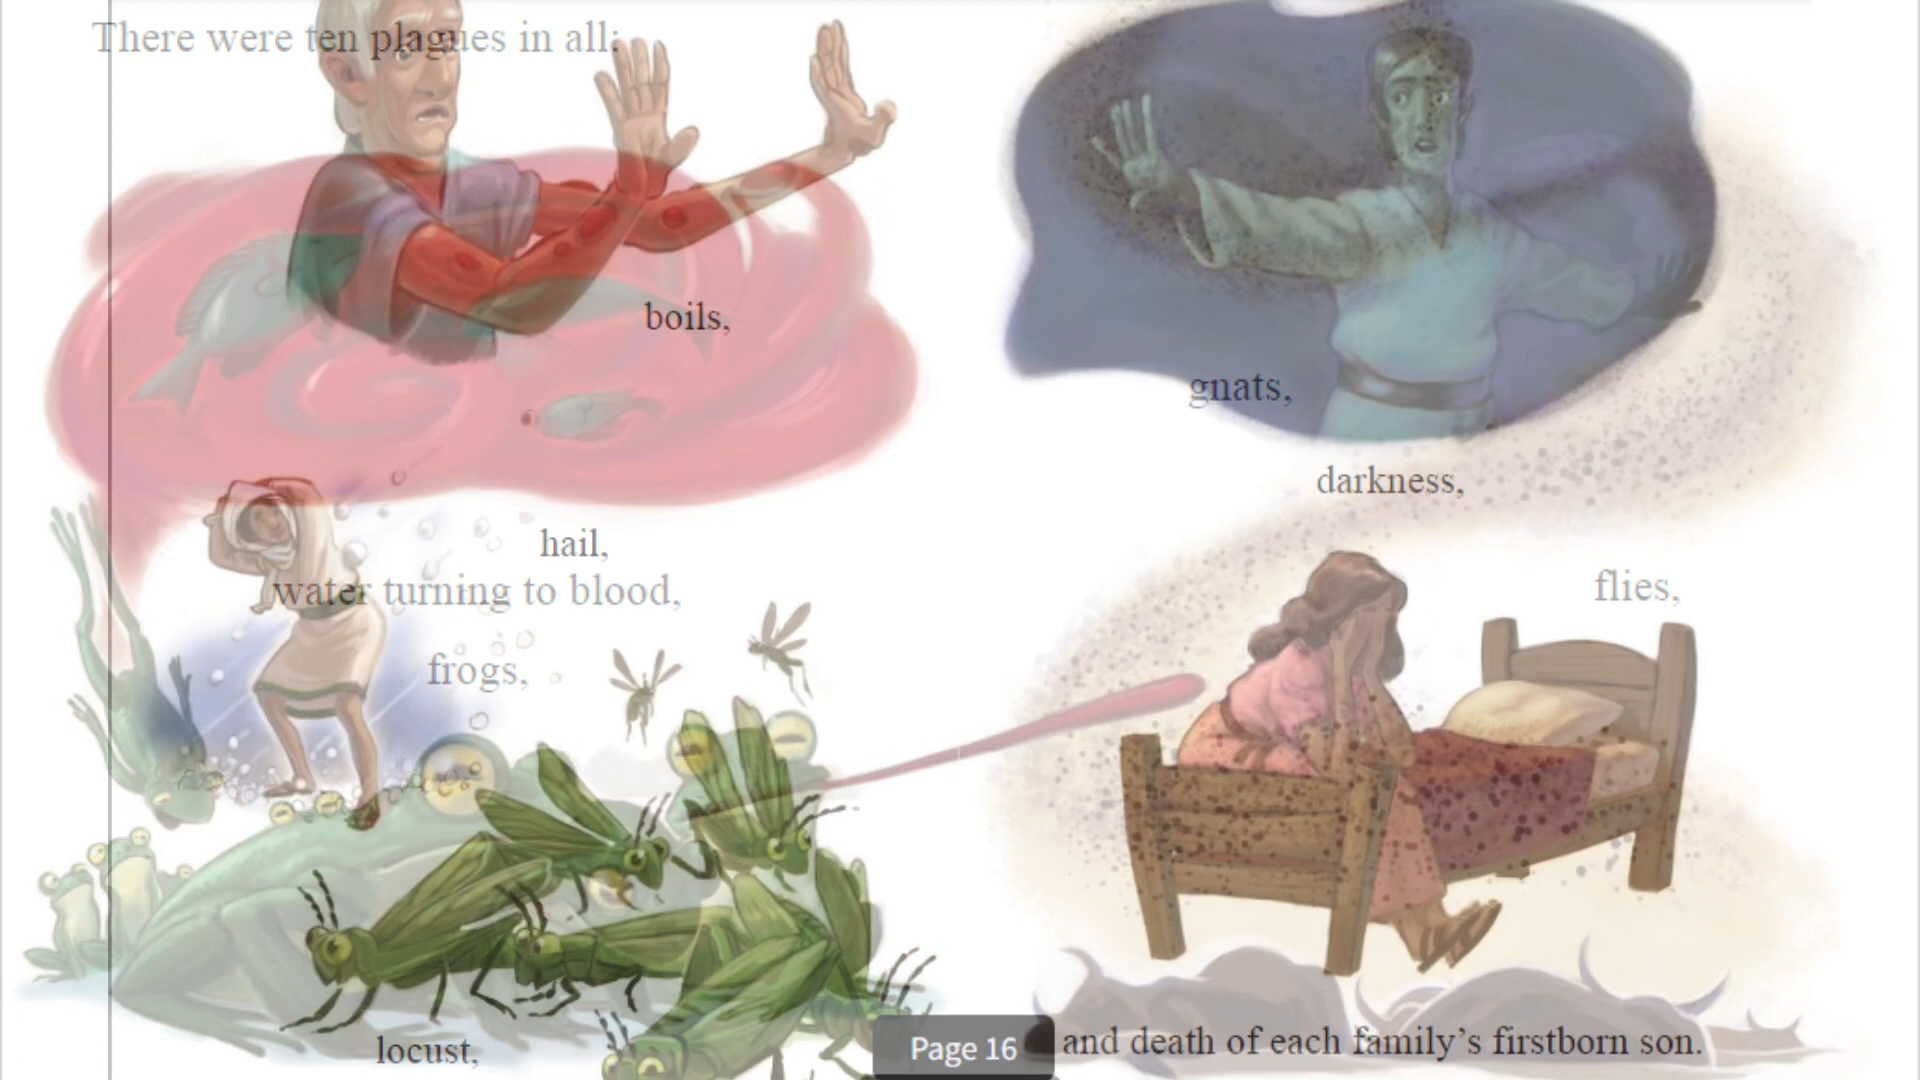 There were ten plagues in all:
boils,
gnats,
darkness,
hail,
water turning to blood,
flies,
frogs,
locust,
Page 16
and death of each family's firstborn son.